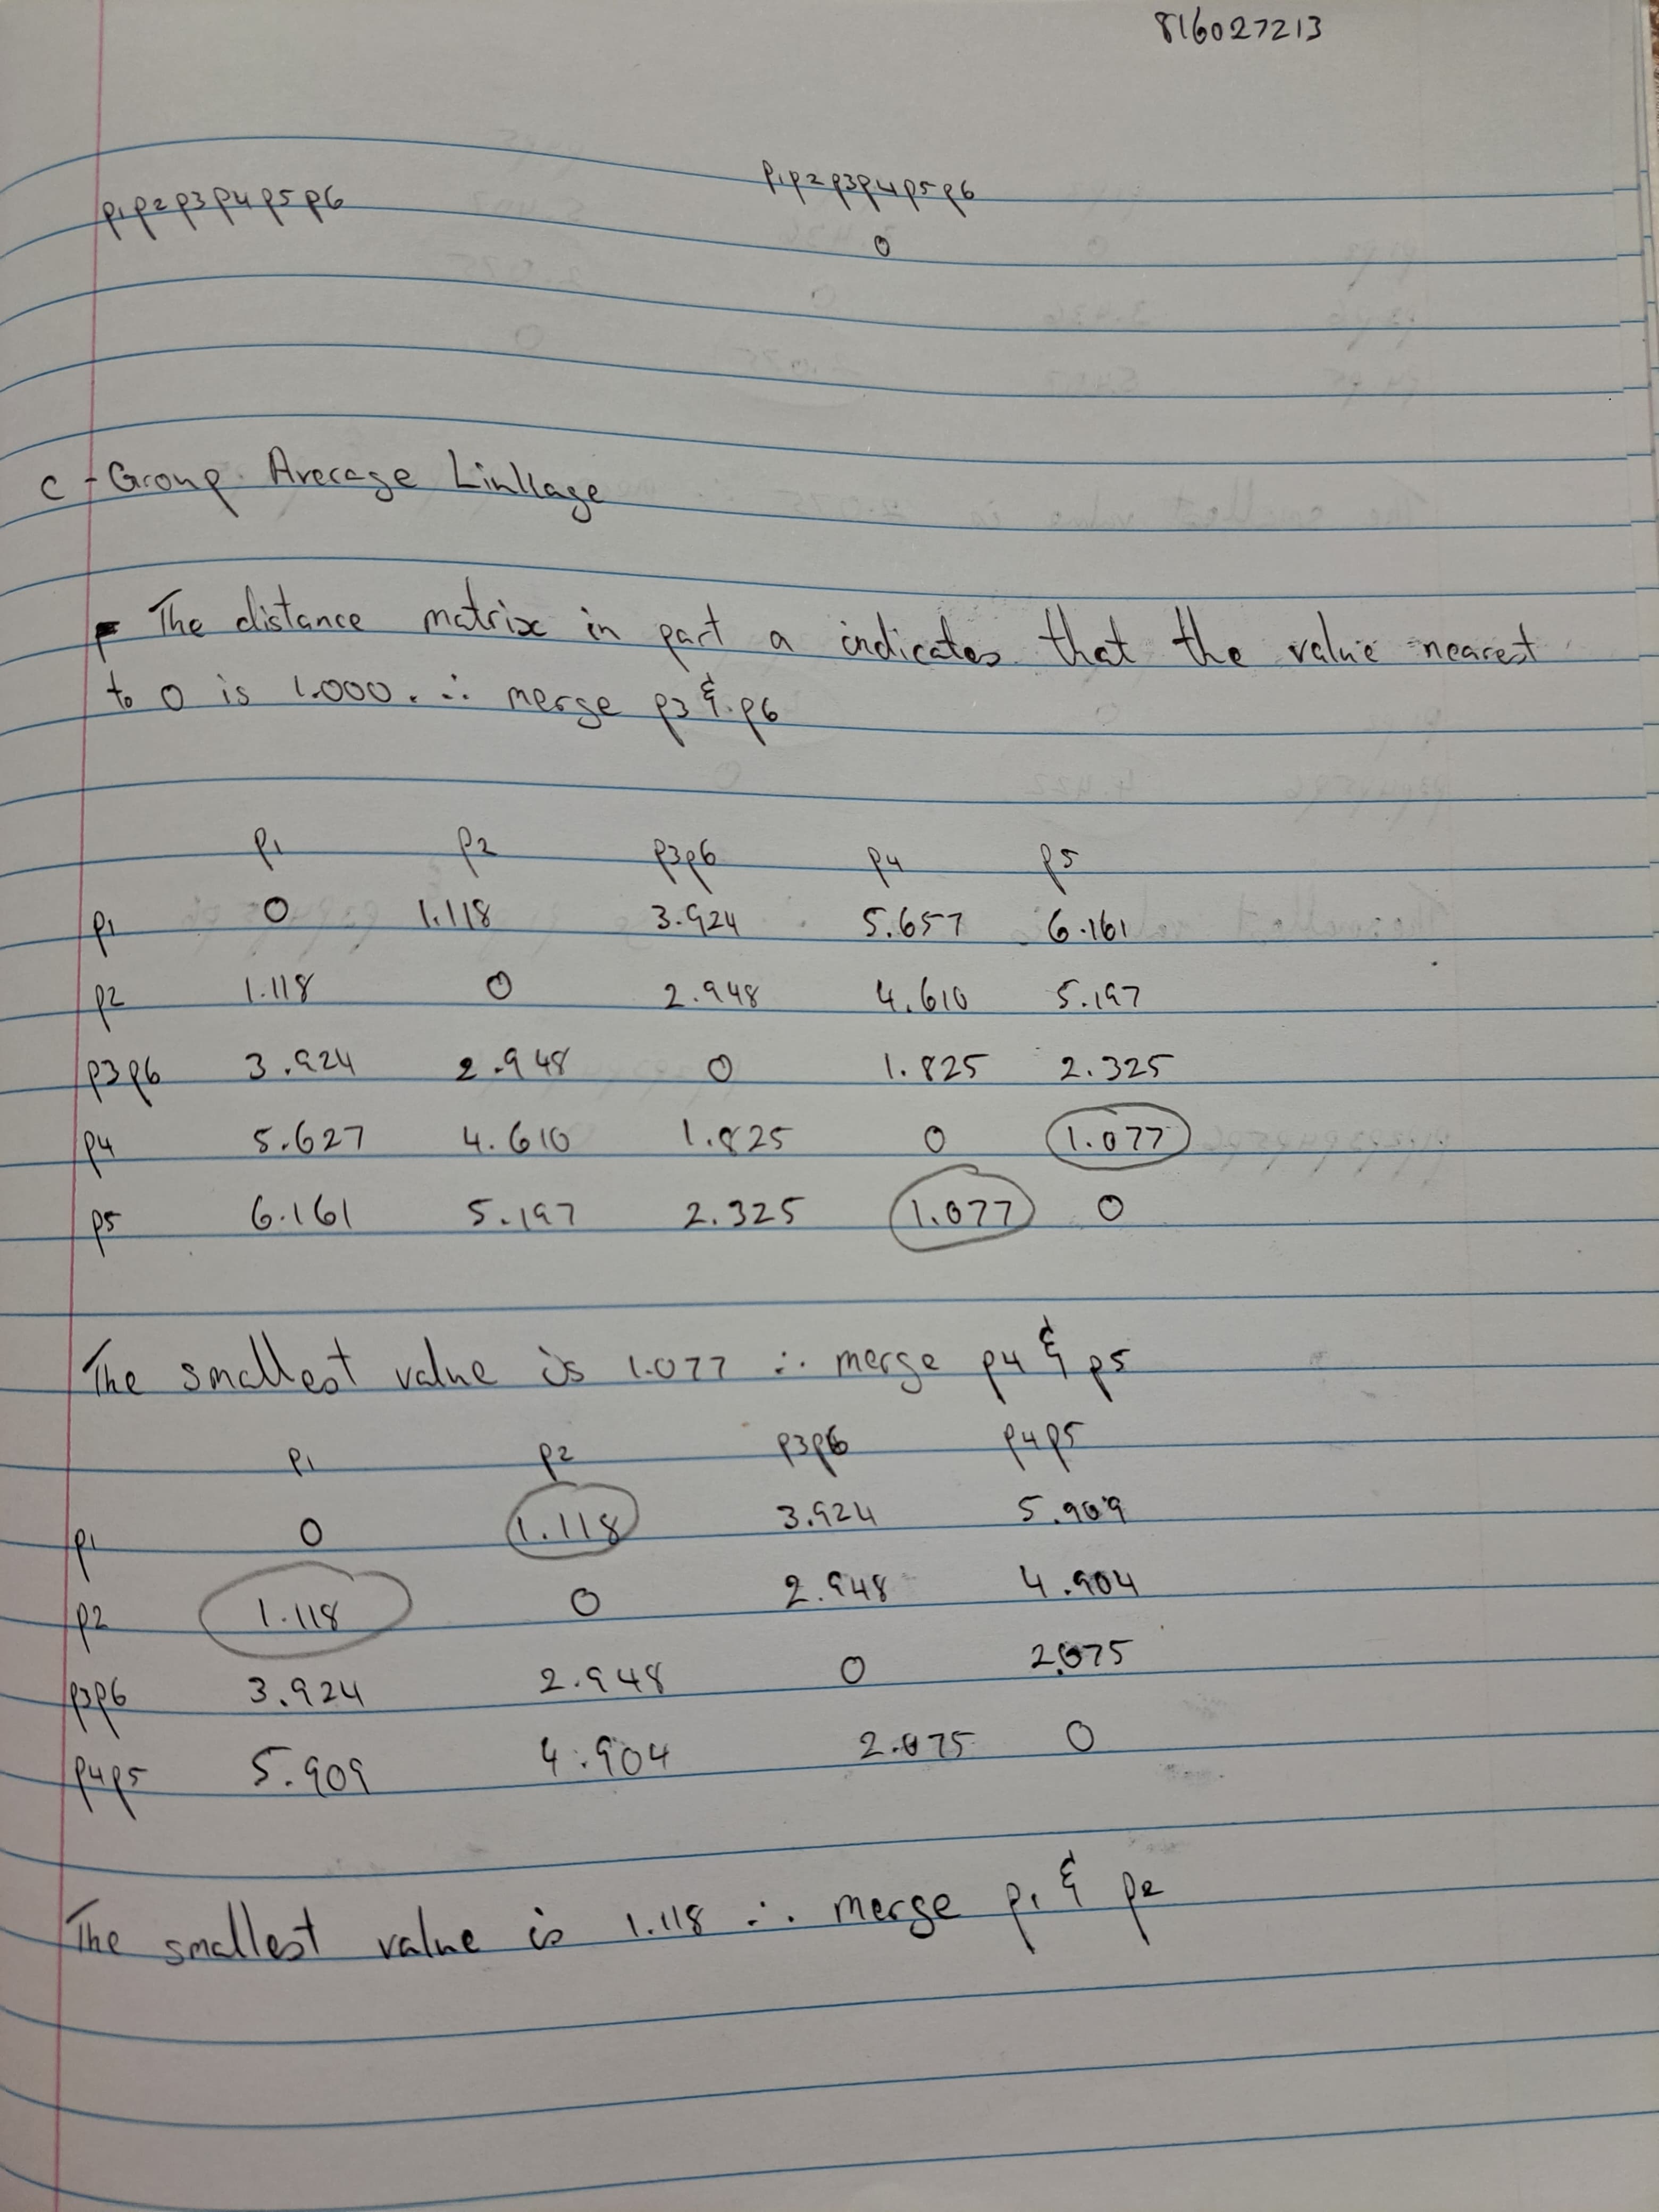 816027213
p1p2p3p4p5p6
p1p2p3p4p5p6
0
c - Group Average Linkage
The distance matrix in part a indicates that the value nearest
to 0 is 1.000. ∴ merge p3 & p6
p1 p2 p3p6 p4 p5
p1 0 1.118 3.924 5.657 6.161
p2 1.118 0 2.948 4.610 5.197
p3p6 3.924 2.948 0 1.825 2.325
p4 5.627 4.610 1.825 0 1.077
p5 6.161 5.197 2.325 1.077 0
The smallest value is 1.077 ∴ merge p4 & p5
p1 p2 p3p6 p4p5
p1 0 1.118 3.924 5.909
p2 1.118 0 2.948 4.904
p3p6 3.924 2.948 0 2.075
p4p5 5.909 4.904 2.075 0
The smallest value is 1.118 ∴ merge p1 & p2